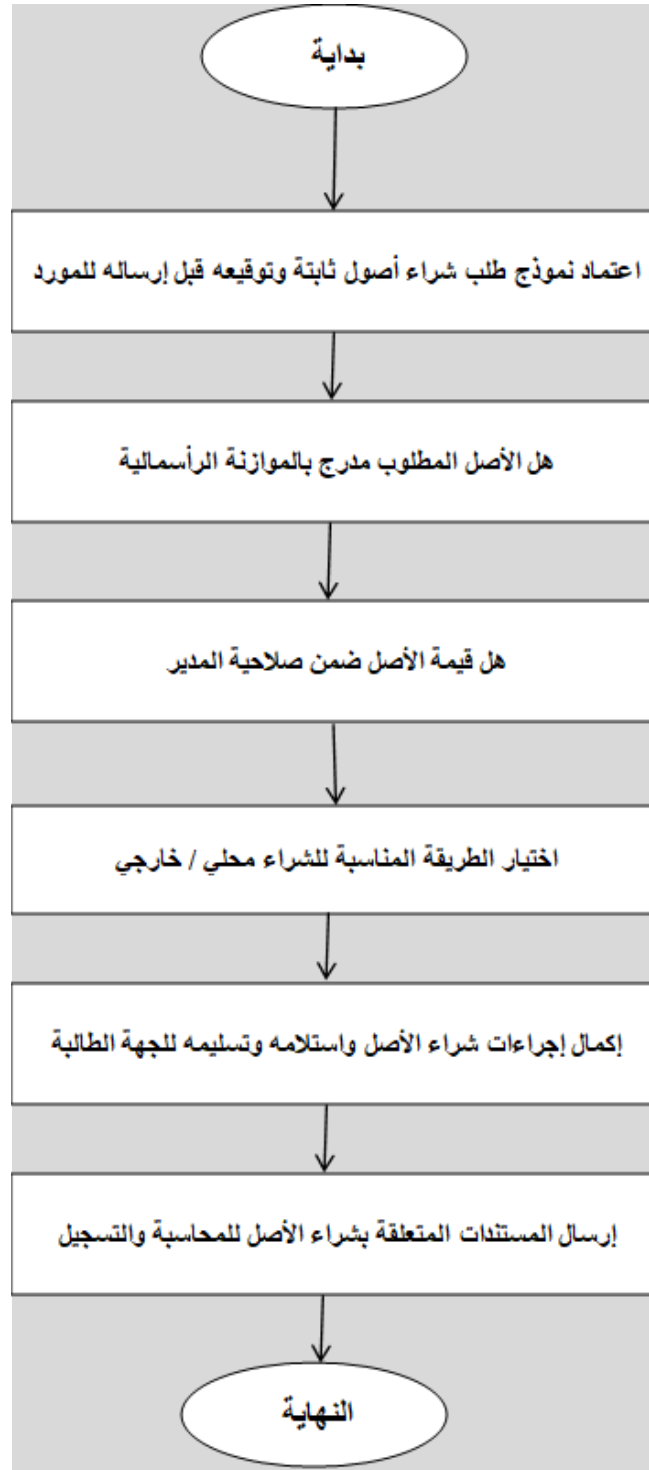 بداية
اعتماد نموذج طلب شراء أصول ثابتة وتوقيعه قبل إرساله للمورد
هل الأصل المطلوب مدرج بالموازنة الرأسمالية
هل قيمة الأصل ضمن صلاحية المدير
اختيار الطريقة المناسبة للشراء محلي / خارجي
إكمال إجراءات شراء الأصل واستلامه وتسليمه للجهة الطالبة
إرسال المستندات المتعلقة بشراء الأصل للمحاسبة والتسجيل
النهاية